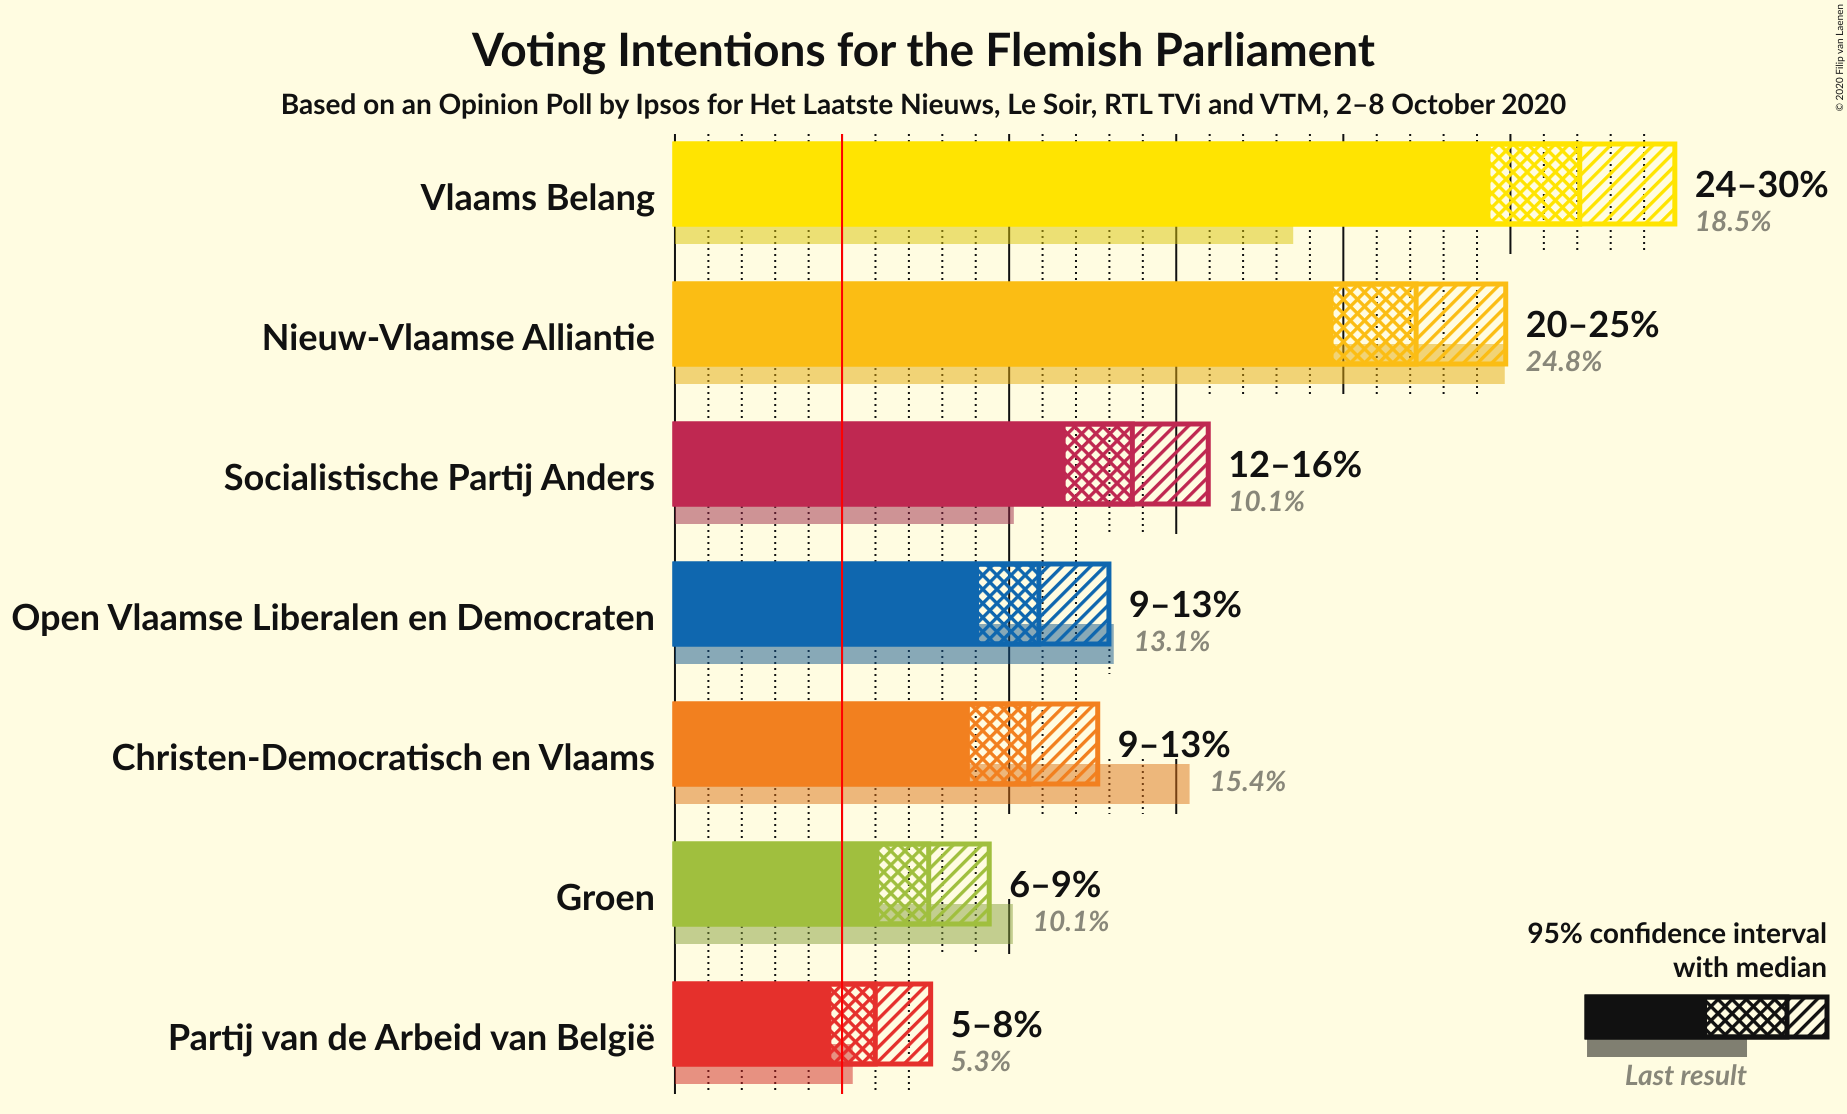 Voting Intentions for the Flemish Parliament
Based on an Opinion Poll by Ipsos for Het Laatste Nieuws, Le Soir, RTL TVi and VTM, 2–8 October 2020
© 2020 Filip van Laenen
Vlaams Belang
24–30%
18.5%
Nieuw-Vlaamse Alliantie
20–25%
24.8%
Socialistische Partij Anders
12–16%
10.1%
Open Vlaamse Liberalen en Democraten
9–13%
13.1%
Christen-Democratisch en Vlaams
9–13%
15.4%
Groen
6–9%
10.1%
Partij van de Arbeid van België
5–8%
5.3%
95% confidence interval
with median
Last result